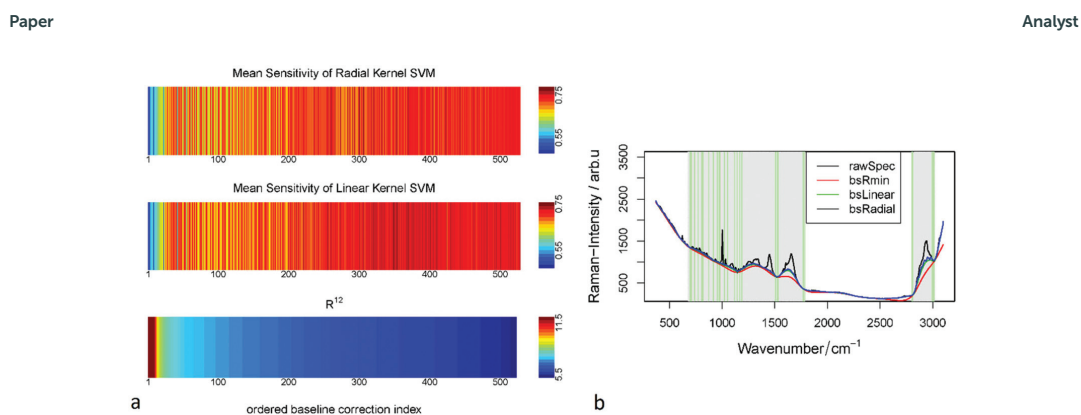 Paper
Analyst
Mean Sensitivity of Radial Kernel SVM
0.75
0.55
1 100 200 300 400 500
Mean Sensitivity of Linear Kernel SVM
0.75
0.55
1 100 200 300 400 500
R¹²
11.5
5.5
1 100 200 300 400 500
ordered baseline correction index
a
Raman-Intensity / arb.u
3500
2500
1500
500
rawSpec
bsRmin
bsLinear
bsRadial
500 1000 1500 2000 2500 3000
Wavenumber/cm⁻¹
b